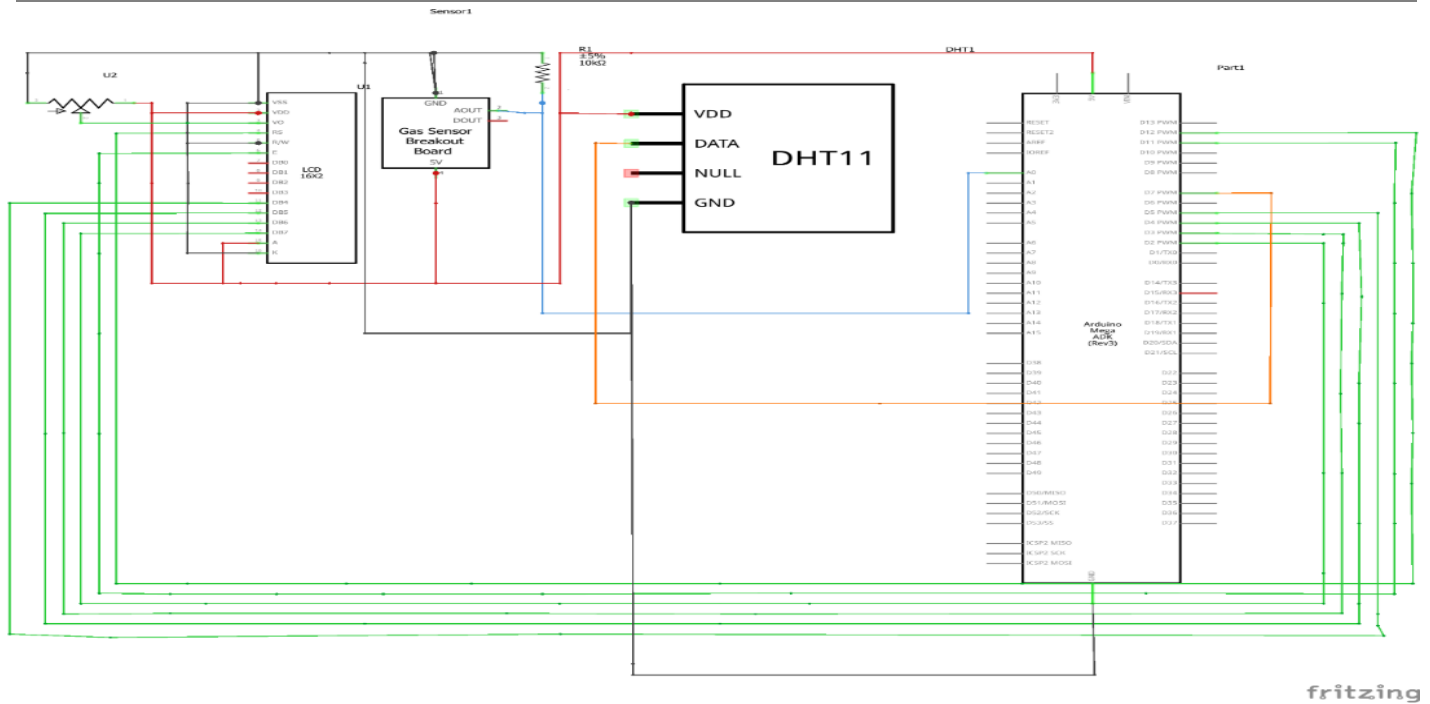 Sensor1
R1
±5%
10kΩ
DHT1
Part1
U2
U1
VSS
VDD
VO
RS
R/W
E
DB0
DB1
DB2
DB3
DB4
DB5
DB6
DB7
A
K
LCD
16X2
GND
AOUT
DOUT
Gas Sensor
Breakout
Board
5V
VDD
DATA
NULL
GND
DHT11
3V3
5V
VIN
RESET
RESET2
AREF
IOREF
A0
A1
A2
A3
A4
A5
A6
A7
A8
A9
A10
A11
A12
A13
A14
A15
D38
D39
D40
D41
D42
D43
D44
D45
D46
D47
D48
D49
D50/MISO
D51/MOSI
D52/SCK
D53/SS
ICSP2 MISO
ICSP2 SCK
ICSP2 MOSI
D13 PWM
D12 PWM
D11 PWM
D10 PWM
D9 PWM
D8 PWM
D7 PWM
D6 PWM
D5 PWM
D4 PWM
D3 PWM
D2 PWM
D1/TX0
D0/RX0
D14/TX3
D15/RX3
D16/TX2
D17/RX2
D18/TX1
D19/RX1
D20/SDA
D21/SCL
D22
D23
D24
D25
D26
D27
D28
D29
D30
D31
D32
D33
D34
D35
D36
D37
Arduino
Mega
ADK
(Rev3)
GND
fritzing